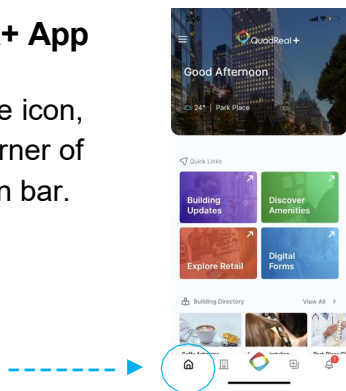 + App
e icon,
rner of
n bar.
QuadReal+
Good Afternoon
24° | Park Place
Quick Links
Building
Updates
Discover
Amenities
Explore Retail
Digital
Forms
Building Directory
View All >